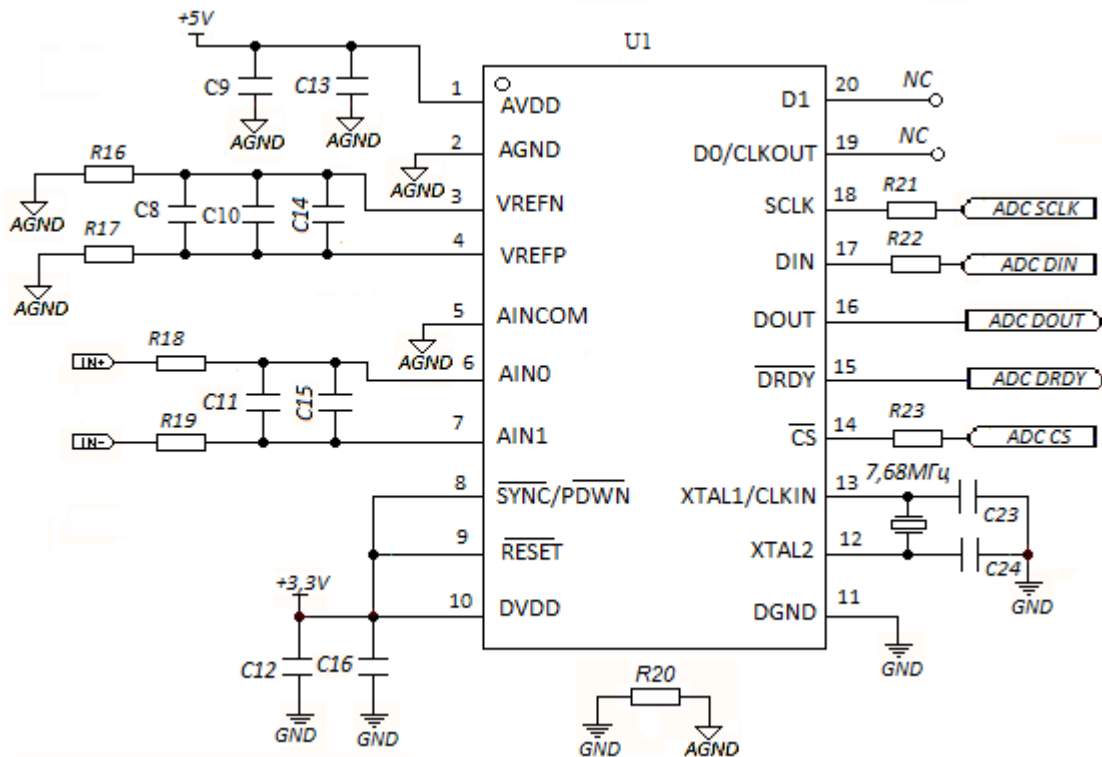 +5V
U1
C9
C13
1
AVDD
D1
20
NC
AGND
AGND
2
AGND
AGND
D0/CLKOUT
19
NC
R16
C8
C10
C14
3
VREFN
SCLK
18
R21
ADC SCLK
AGND
R17
4
VREFP
DIN
17
R22
ADC DIN
AGND
5
AINCOM
AGND
DOUT
16
ADC DOUT
IN+
R18
C11
C15
6
AIN0
DRDY
15
ADC DRDY
IN-
R19
7
AIN1
CS
14
R23
ADC CS
8
SYNC/PDWN
XTAL1/CLKIN
13
7,68МГц
C23
9
RESET
XTAL2
12
C24
GND
+3,3V
10
DVDD
DGND
11
GND
C12
C16
GND
GND
R20
GND
AGND